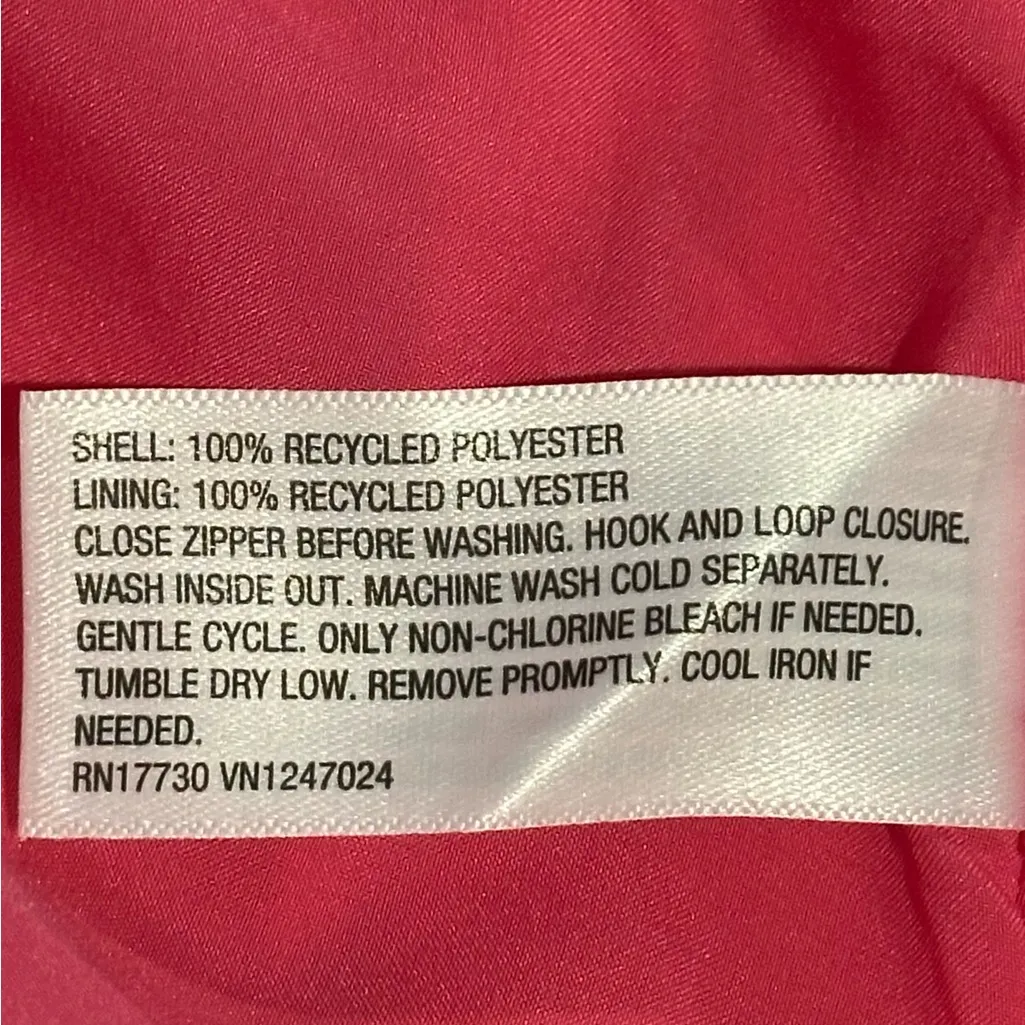 SHELL: 100% RECYCLED POLYESTER
LINING: 100% RECYCLED POLYESTER
CLOSE ZIPPER BEFORE WASHING. HOOK AND LOOP CLOSURE.
WASH INSIDE OUT. MACHINE WASH COLD SEPARATELY.
GENTLE CYCLE. ONLY NON-CHLORINE BLEACH IF NEEDED.
TUMBLE DRY LOW. REMOVE PROMPTLY. COOL IRON IF
NEEDED.
RN17730 VN1247024